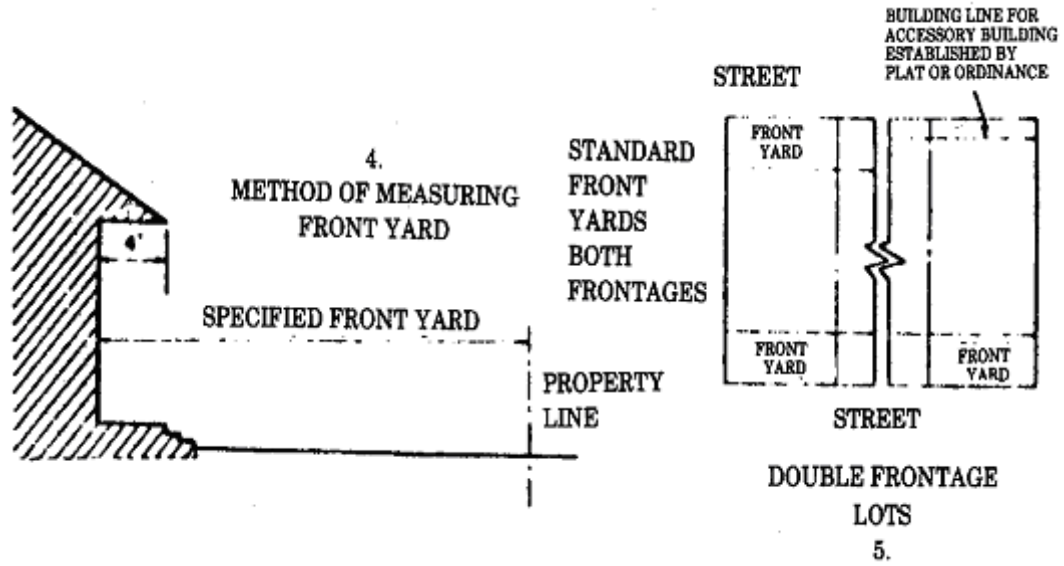 4.
METHOD OF MEASURING
FRONT YARD
4'
SPECIFIED FRONT YARD
PROPERTY
LINE
STANDARD
FRONT
YARDS
BOTH
FRONTAGES
STREET
BUILDING LINE FOR
ACCESSORY BUILDING
ESTABLISHED BY
PLAT OR ORDINANCE
FRONT
YARD
FRONT
YARD
FRONT
YARD
STREET
DOUBLE FRONTAGE
LOTS
5.